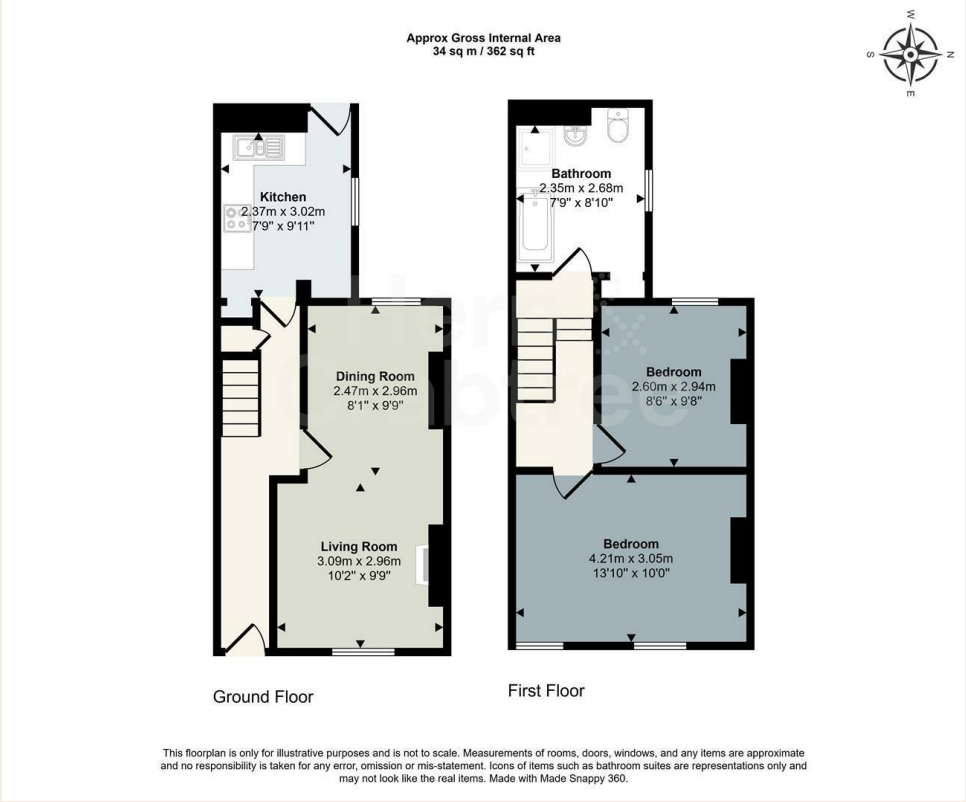 Approx Gross Internal Area
34 sq m / 362 sq ft
W
S
N
E
Kitchen
2.37m x 3.02m
7'9" x 9'11"
Bathroom
2.35m x 2.68m
7'9" x 8'10"
Dining Room
2.47m x 2.96m
8'1" x 9'9"
Bedroom
2.60m x 2.94m
8'6" x 9'8"
Living Room
3.09m x 2.96m
10'2" x 9'9"
Bedroom
4.21m x 3.05m
13'10" x 10'0"
Ground Floor
First Floor
This floorplan is only for illustrative purposes and is not to scale. Measurements of rooms, doors, windows, and any items are approximate
and no responsibility is taken for any error, omission or mis-statement. Icons of items such as bathroom suites are representations only and
may not look like the real items. Made with Made Snappy 360.